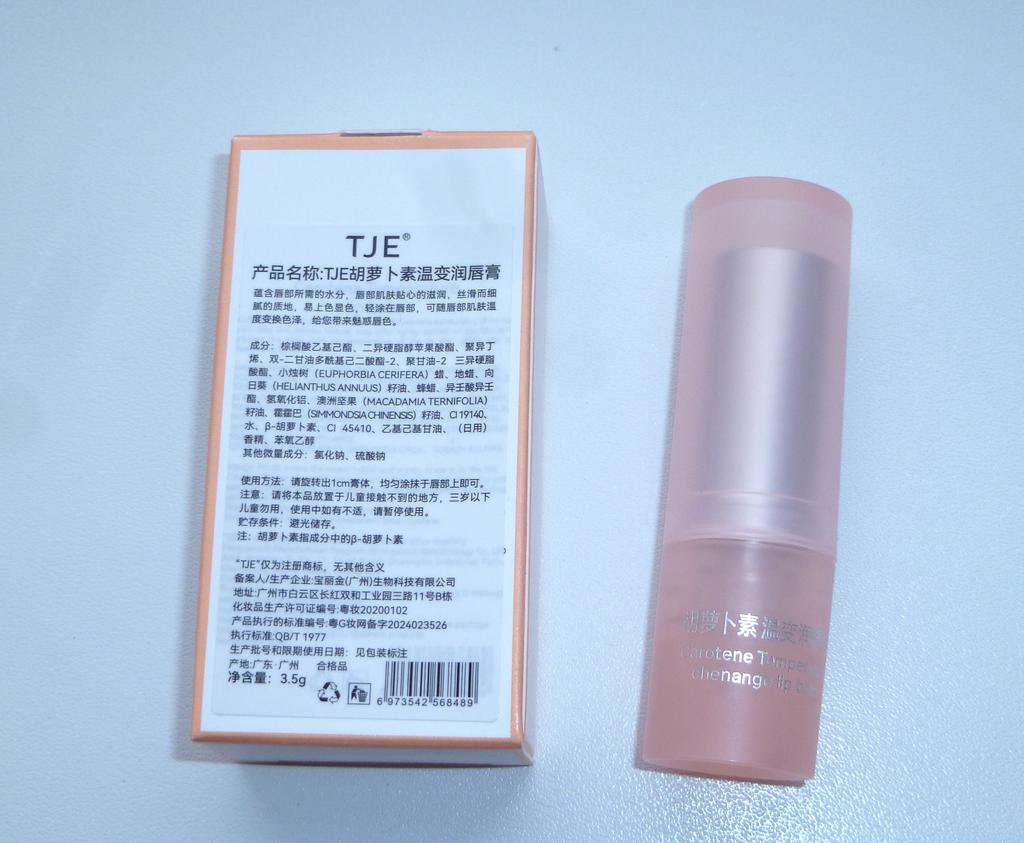 TJE®
产品名称:TJE胡萝卜素温变润唇膏
蕴含唇部所需的水分，唇部肌肤贴心的滋润，丝滑而细
腻的质地，易上色显色，轻涂在唇部，可随唇部肌肤温
度变换色泽，给您带来魅惑唇色。
成分：棕榈酸乙基己酯、二异硬脂醇苹果酸酯、聚异丁
烯、双-二甘油多酰基己二酸酯-2、聚甘油-2 三异硬脂
酸酯、小烛树（EUPHORBIA CERIFERA）蜡、地蜡、向
日葵（HELIANTHUS ANNUUS）籽油、蜂蜡、异壬酸异壬
酯、氢氧化铝、澳洲坚果（MACADAMIA TERNIFOLIA）
籽油、霍霍巴（SIMMONDSIA CHINENSIS）籽油、CI 19140、
水、β-胡萝卜素、CI 45410、乙基己基甘油、（日用）
香精、苯氧乙醇
其他微量成分：氯化钠、硫酸钠
使用方法：请旋转出1cm膏体，均匀涂抹于唇部上即可。
注意：请将本品放置于儿童接触不到的地方，三岁以下
儿童勿用，使用中如有不适，请暂停使用。
贮存条件：避光储存。
注：胡萝卜素指成分中的β-胡萝卜素
“TJE”仅为注册商标，无其他含义
备案人/生产企业:宝丽金(广州)生物科技有限公司
地址:广州市白云区长红双和工业园三路11号B栋
化妆品生产许可证编号:粤妆20200102
产品执行的标准编号:粤G妆网备字2024023526
执行标准:QB/T 1977
生产批号和限期使用日期：见包装标注
产地:广东·广州 合格品
净含量：3.5g
6 973542 568489
胡萝卜素温变润
Carotene
chenango lip